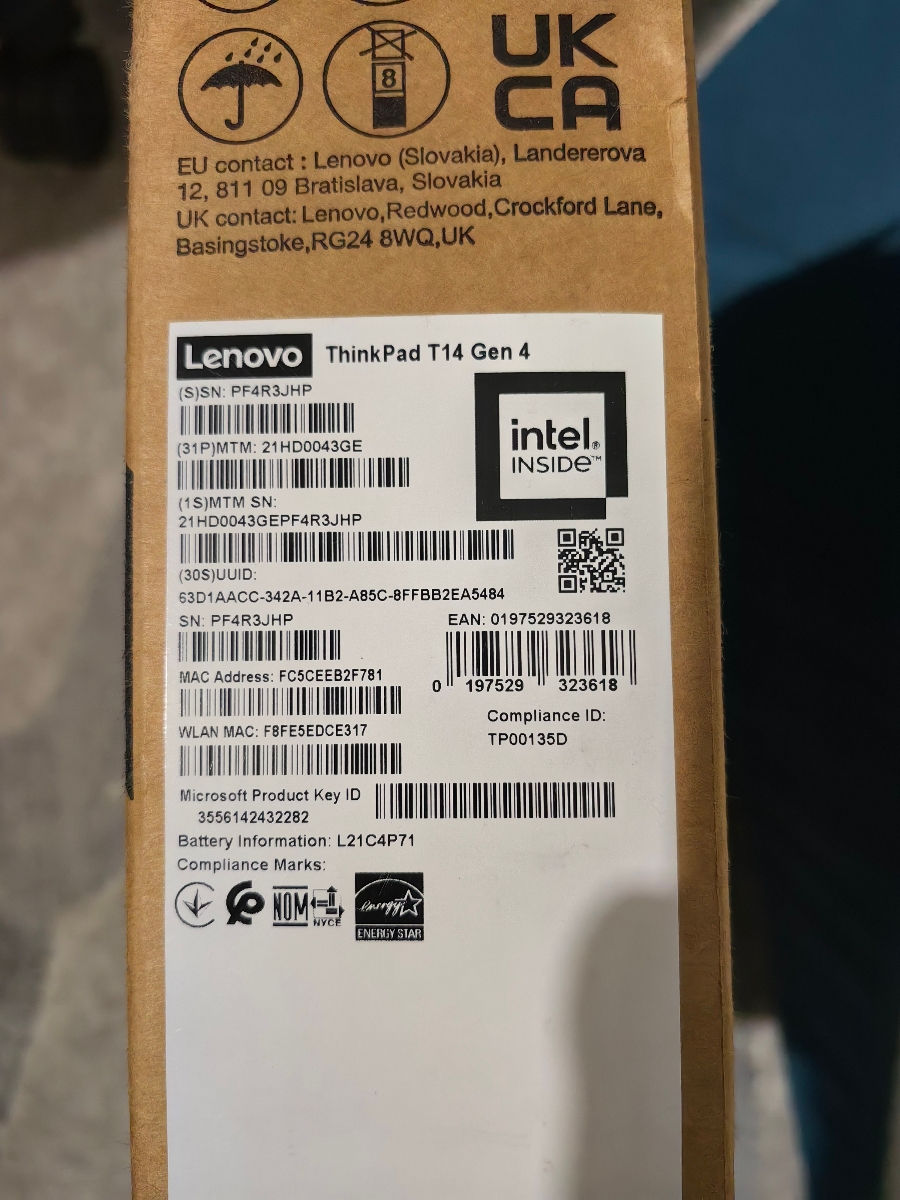 8
UK
CA
EU contact : Lenovo (Slovakia), Landererova
12, 811 09 Bratislava, Slovakia
UK contact: Lenovo,Redwood,Crockford Lane,
Basingstoke,RG24 8WQ,UK
Lenovo ThinkPad T14 Gen 4
(S)SN: PF4R3JHP
(31P)MTM: 21HD0043GE
intel®
INSIDE™
(1S)MTM SN:
21HD0043GEPF4R3JHP
(30S)UUID:
63D1AACC-342A-11B2-A85C-8FFBB2EA5484
SN: PF4R3JHP
EAN: 0197529323618
0 197529 323618
MAC Address: FC5CEEB2F781
WLAN MAC: F8FE5EDCE317
Compliance ID:
TP00135D
Microsoft Product Key ID
3556142432282
Battery Information: L21C4P71
Compliance Marks:
NOM
NYCE
energy
ENERGY STAR